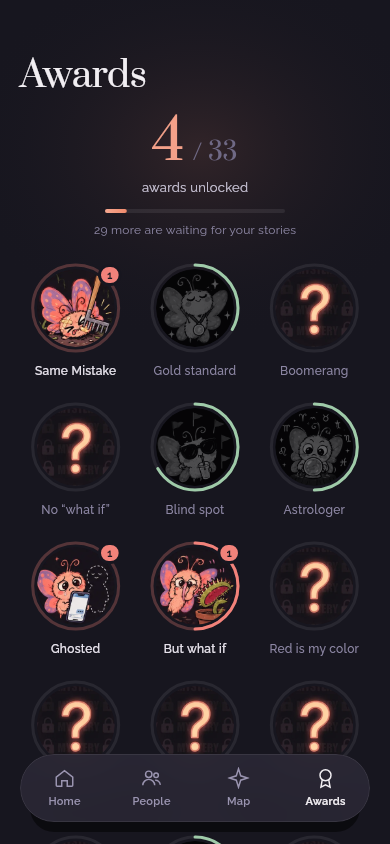 Awards
4 / 33
awards unlocked
29 more are waiting for your stories
1
Same Mistake
Gold standard
Boomerang
No "what if"
Blind spot
Astrologer
1
1
Ghosted
But what if
Red is my color
Home
People
Map
Awards